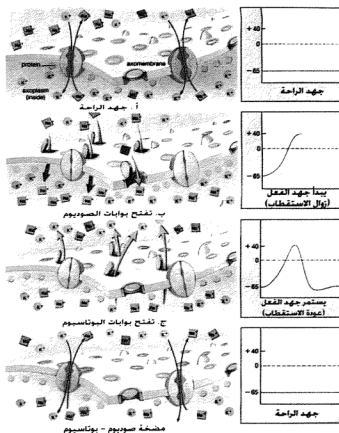 protein
axomembrane
axoplasm
(inside)
أ. جهد الراحة
+40
0
-65
جهد الراحة
ب. تفتح بوابات الصوديوم
+40
0
-65
يبدأ جهد الفعل
(زوال الاستقطاب)
ج. تفتح بوابات البوتاسيوم
+40
0
-65
يستمر جهد الفعل
(عودة الاستقطاب)
مضخة صوديوم - بوتاسيوم
+40
0
-65
جهد الراحة